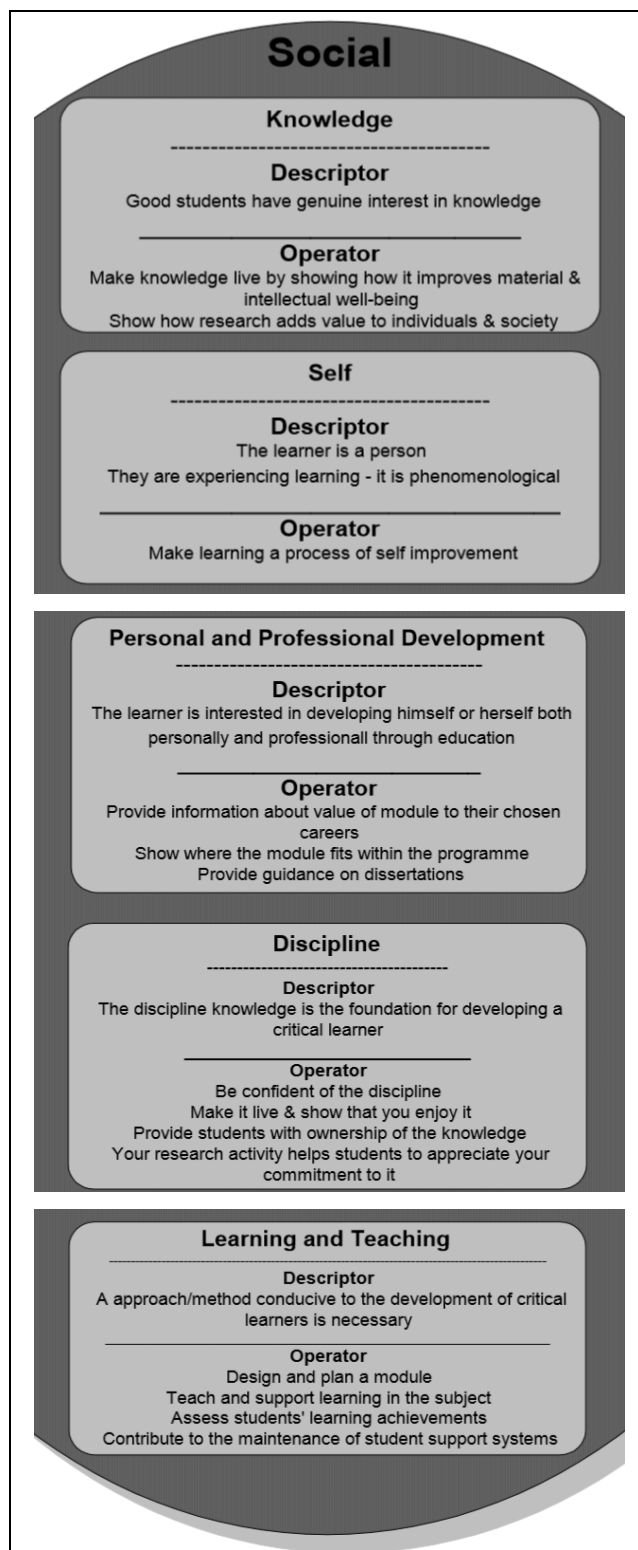 Social
Knowledge
----------------------------------------
Descriptor
Good students have genuine interest in knowledge
Operator
Make knowledge live by showing how it improves material &
intellectual well-being
Show how research adds value to individuals & society
Self
----------------------------------------
Descriptor
The learner is a person
They are experiencing learning - it is phenomenological
Operator
Make learning a process of self improvement
Personal and Professional Development
----------------------------------------
Descriptor
The learner is interested in developing himself or herself both
personally and professionall through education
Operator
Provide information about value of module to their chosen
careers
Show where the module fits within the programme
Provide guidance on dissertations
Discipline
----------------------------------------
Descriptor
The discipline knowledge is the foundation for developing a
critical learner
Operator
Be confident of the discipline
Make it live & show that you enjoy it
Provide students with ownership of the knowledge
Your research activity helps students to appreciate your
commitment to it
Learning and Teaching
Descriptor
A approach/method conducive to the development of critical
learners is necessary
Operator
Design and plan a module
Teach and support learning in the subject
Assess students' learning achievements
Contribute to the maintenance of student support systems